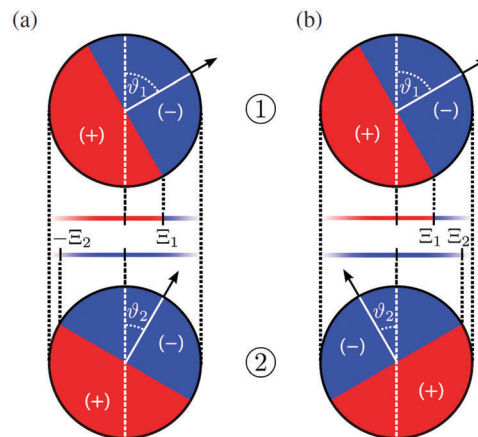 (a) (b)
ϑ₁ ϑ₁
(−) ① (−)
(+) (+)
−Ξ₂ Ξ₁ Ξ₁ Ξ₂
ϑ₂ ϑ₂
(−) ② (−)
(+) (+)